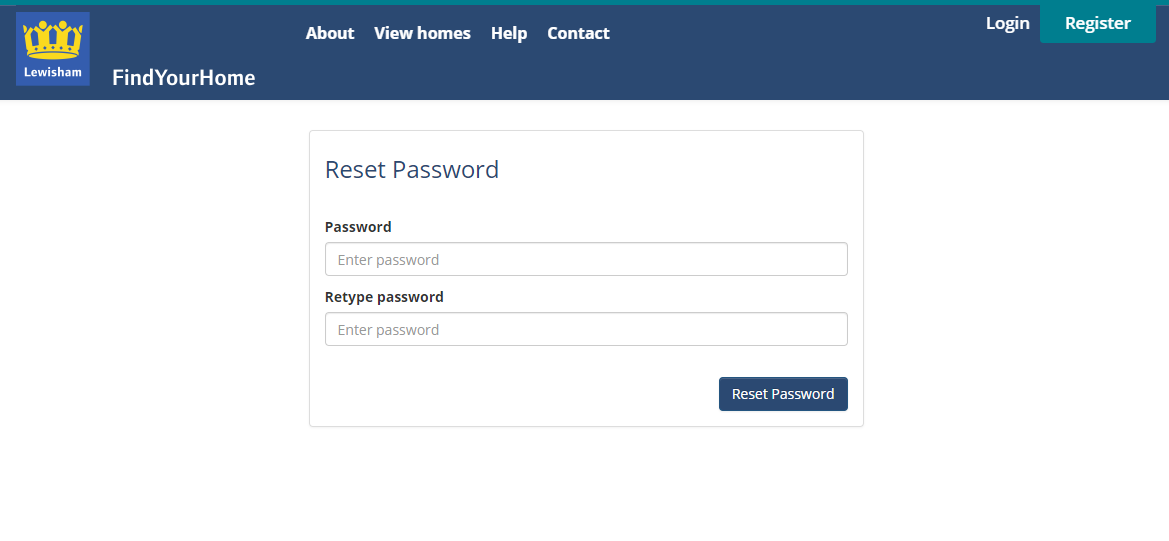 Lewisham
FindYourHome
About View homes Help Contact
Login Register
Reset Password
Password
Enter password
Retype password
Enter password
Reset Password